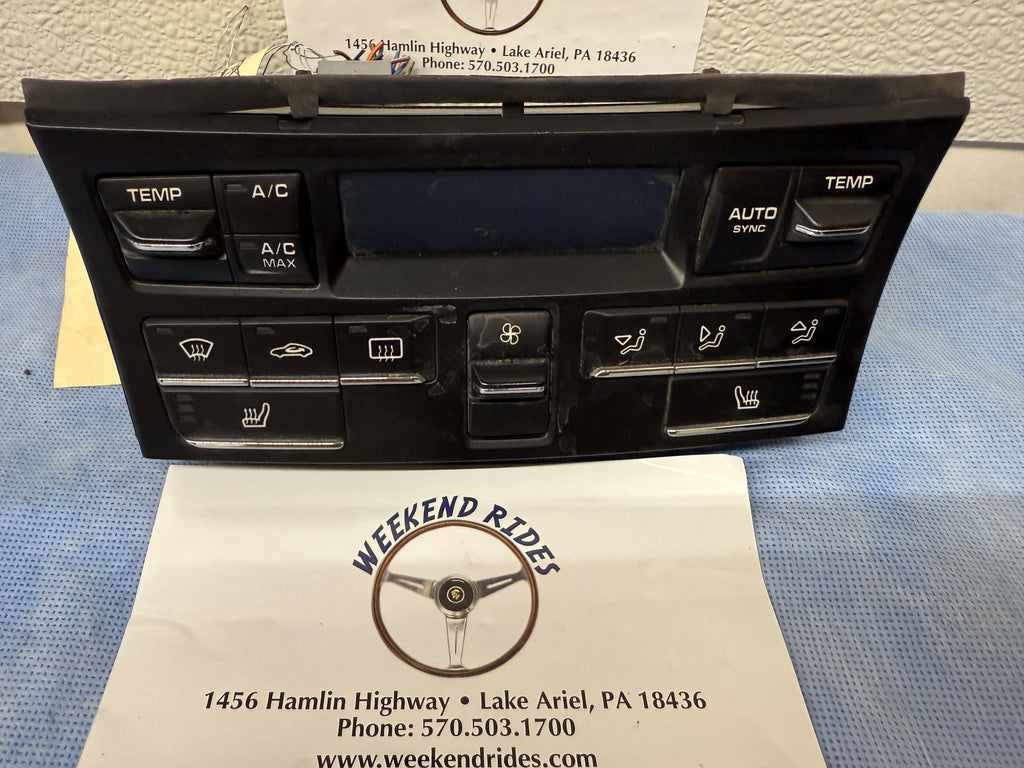 1456 Hamlin Highway • Lake Ariel, PA 18436
Phone: 570.503.1700
TEMP
A/C
A/C
MAX
AUTO
SYNC
TEMP
WEEKEND RIDES
1456 Hamlin Highway • Lake Ariel, PA 18436
Phone: 570.503.1700
www.weekendrides.com